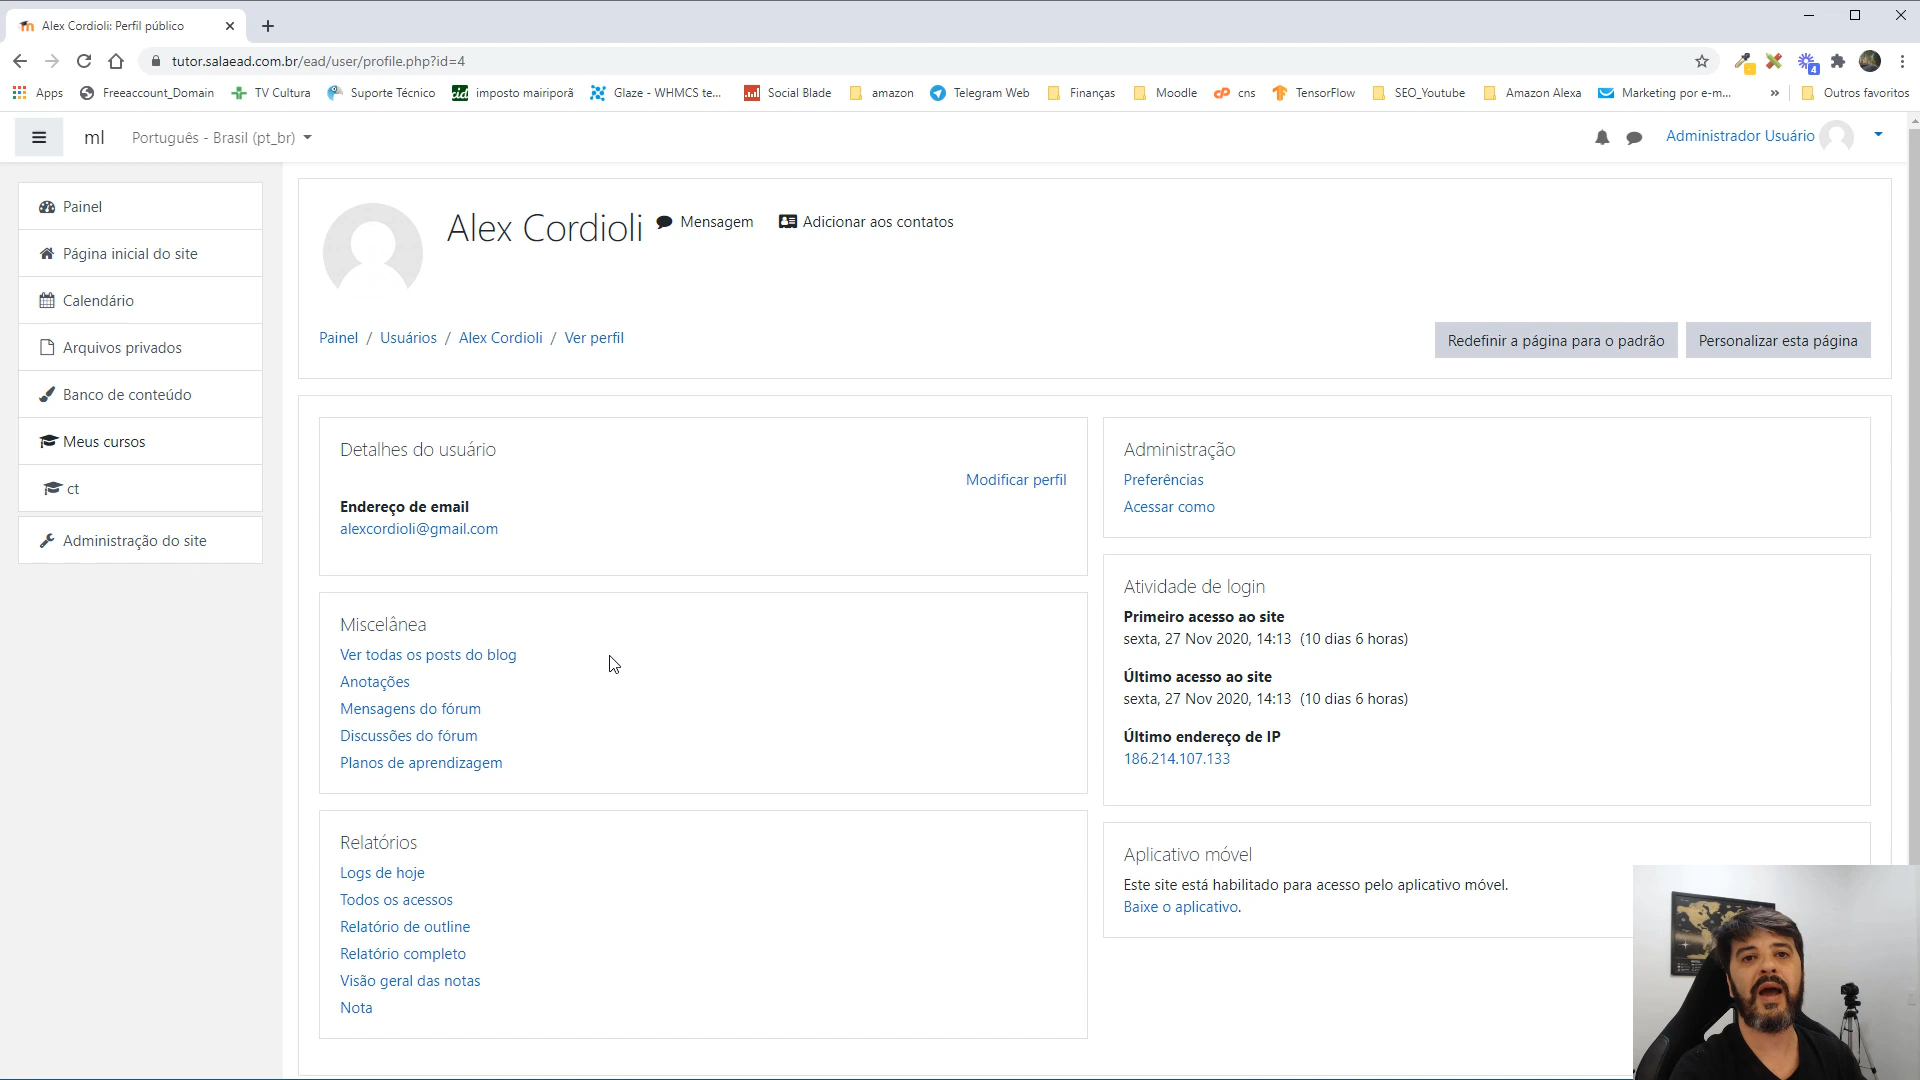 Alex Cordioli: Perfil público
tutor.salaead.com.br/ead/user/profile.php?id=4
4
Apps Freeaccount_Domain TV Cultura Suporte Técnico imposto mairiporã Glaze - WHMCS te... Social Blade amazon Telegram Web Finanças Moodle cns TensorFlow SEO_Youtube Amazon Alexa Marketing por e-m... » Outros favoritos
ml Português - Brasil (pt_br) Administrador Usuário
Painel
Página inicial do site
Calendário
Arquivos privados
Banco de conteúdo
Meus cursos
ct
Administração do site
Alex Cordioli Mensagem Adicionar aos contatos
Painel / Usuários / Alex Cordioli / Ver perfil
Redefinir a página para o padrão Personalizar esta página
Detalhes do usuário
Modificar perfil
Endereço de email
alexcordioli@gmail.com
Miscelânea
Ver todas os posts do blog
Anotações
Mensagens do fórum
Discussões do fórum
Planos de aprendizagem
Relatórios
Logs de hoje
Todos os acessos
Relatório de outline
Relatório completo
Visão geral das notas
Nota
Administração
Preferências
Acessar como
Atividade de login
Primeiro acesso ao site
sexta, 27 Nov 2020, 14:13 (10 dias 6 horas)
Último acesso ao site
sexta, 27 Nov 2020, 14:13 (10 dias 6 horas)
Último endereço de IP
186.214.107.133
Aplicativo móvel
Este site está habilitado para acesso pelo aplicativo móvel.
Baixe o aplicativo.